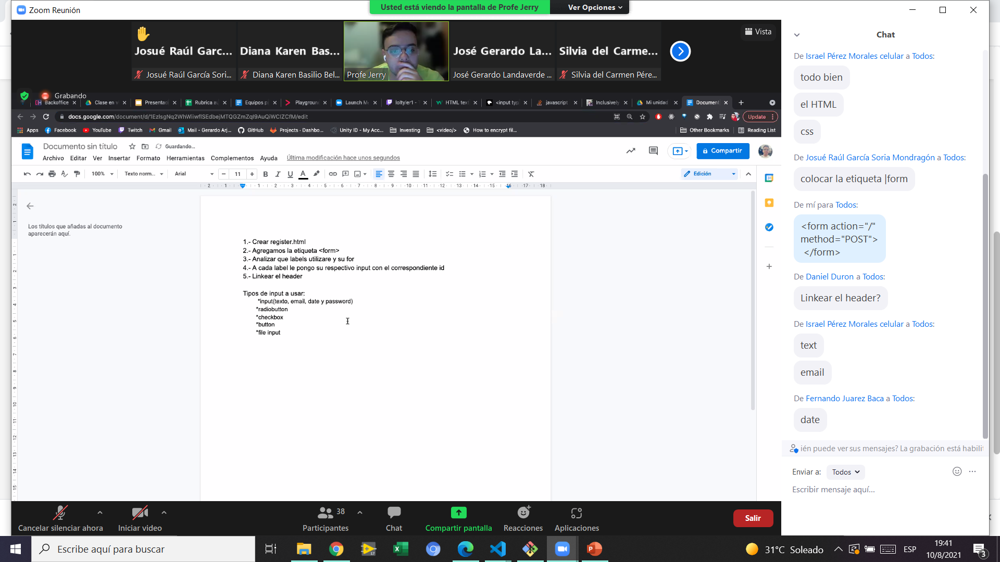 Zoom Reunión
Usted está viendo la pantalla de Profe Jerry
Ver Opciones
Josué Raúl Garc...
Diana Karen Bas...
José Gerardo La...
Silvia del Carme...
Vista
Josué Raúl García Sori...
Diana Karen Basilio Bel...
Profe Jerry
José Gerardo Landaverde ...
Silvia del Carmen Pére...
Grabando
Backoffice
Clase en v
Presentaci
Rubrica au
Equipos pi
Playground
Launch Me
loltyler1 -
HTML text
<input typ
javascript
Inclusively
Mi unidad
Document
Update
Apps
Facebook
YouTube
Twitch
Gmail
Mail - Gerardo Arj...
GitHub
Projects · Dashbo...
Unity ID - My Acc...
Investing
<video/>
How to encrypt fil...
Other Bookmarks
Reading List
Documento sin título
Guardando...
Archivo
Editar
Ver
Insertar
Formato
Herramientas
Complementos
Ayuda
Última modificación hace unos segundos
Compartir
100%
Texto norm...
Arial
11
Edición
Los títulos que añadas al documento
aparecerán aquí.
1.- Crear register.html
2.- Agregamos la etiqueta <form>
3.- Analizar que labels utilizare y su for
4.- A cada label le pongo su respectivo input con el correspondiente id
5.- Linkear el header
Tipos de input a usar:
*input(texto, email, date y password)
*radiobutton
*checkbox
*button
*file input
Chat
De Israel Pérez Morales celular a Todos:
todo bien
el HTML
css
De Josué Raúl García Soria Mondragón a Todos:
colocar la etiqueta |form
De mí para Todos:
<form action="/"
method="POST">
</form>
De Daniel Duron a Todos:
Linkear el header?
De Israel Pérez Morales celular a Todos:
text
email
De Fernando Juarez Baca a Todos:
date
ién puede ver sus mensajes? La grabación está habilit
Enviar a:
Todos
Escribir mensaje aquí...
Cancelar silenciar ahora
Iniciar video
38
Participantes
Chat
Compartir pantalla
Reacciones
Aplicaciones
Salir
Escribe aquí para buscar
31°C Soleado
ESP
19:41
10/8/2021
3